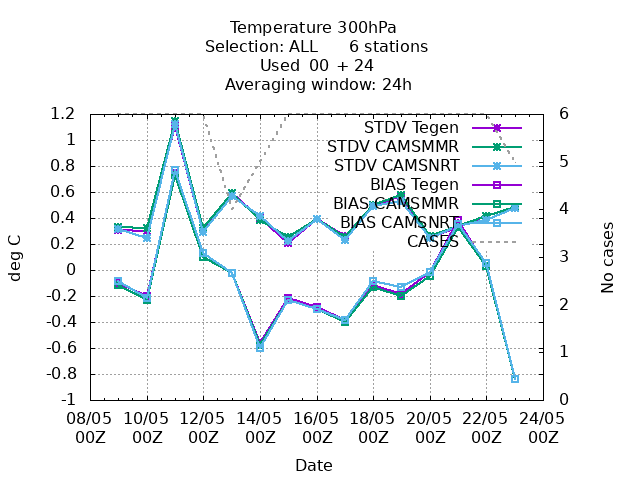 Temperature 300hPa
Selection: ALL 6 stations
Used 00 + 24
Averaging window: 24h
1.2
1
0.8
0.6
0.4
0.2
0
-0.2
-0.4
-0.6
-0.8
-1
deg C
6
5
4
3
2
1
0
No cases
STDV Tegen
STDV CAMSMMR
STDV CAMSNRT
BIAS Tegen
BIAS CAMSMMR
BIAS CAMSNRT
CASES
08/05 10/05 12/05 14/05 16/05 18/05 20/05 22/05 24/05
00Z 00Z 00Z 00Z 00Z 00Z 00Z 00Z 00Z
Date